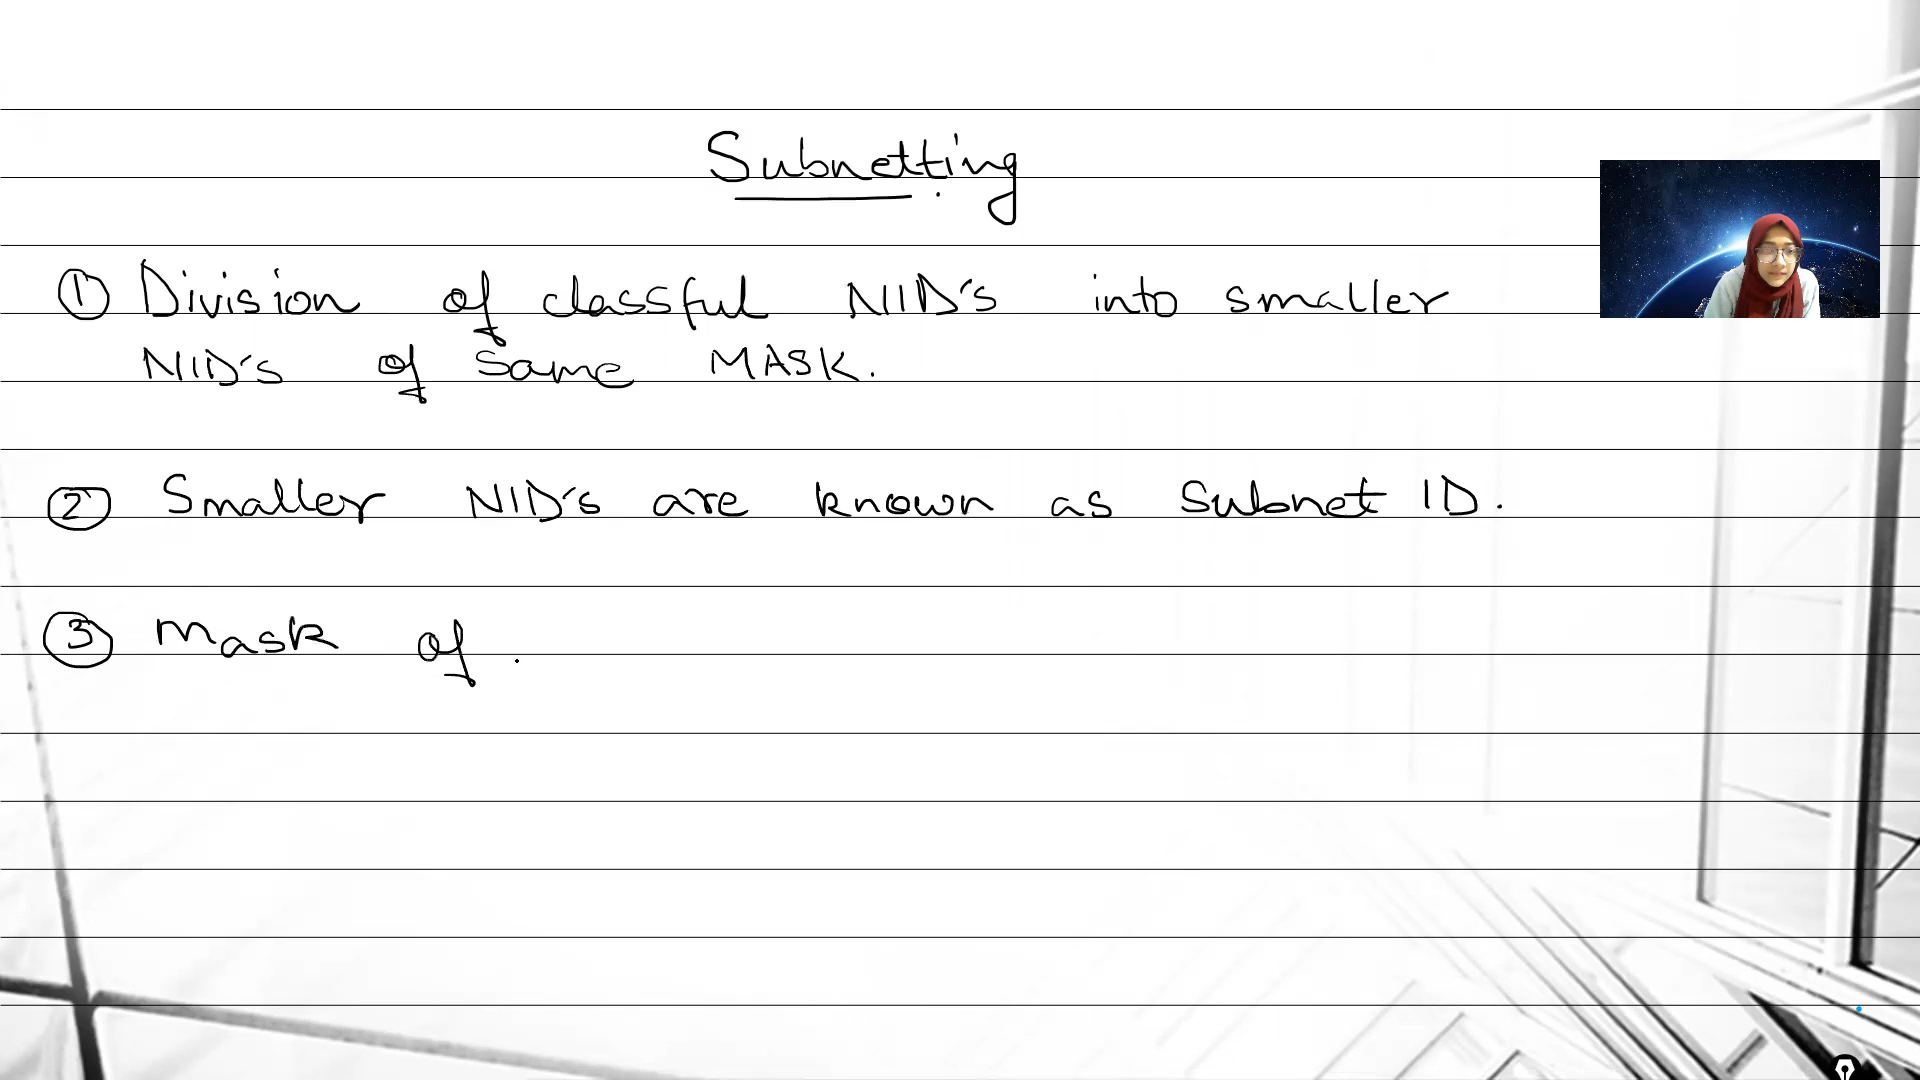 Subnetting
① Division of classful NID's into smaller
NID's of same MASK.
② Smaller NID's are known as Subnet ID.
③ Mask of